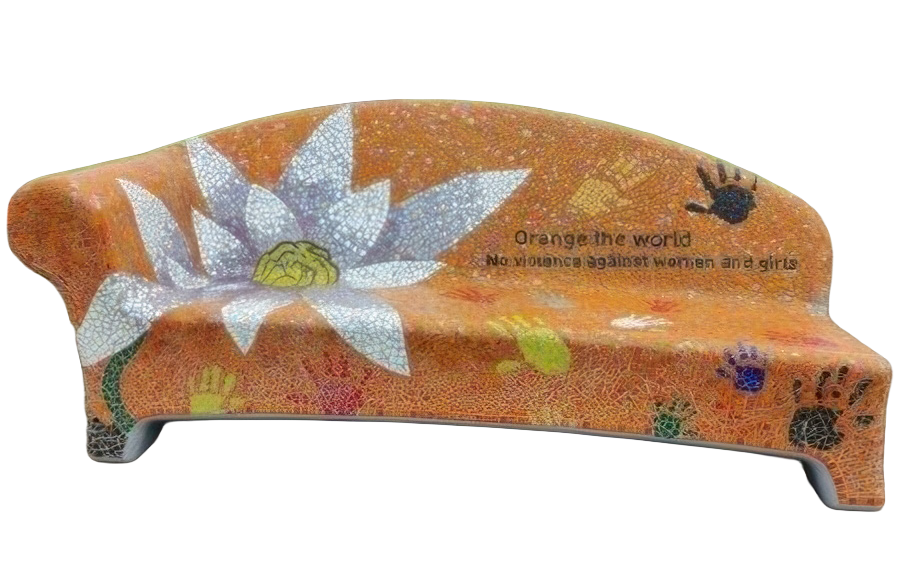 Orange the world
No violence against women and girls